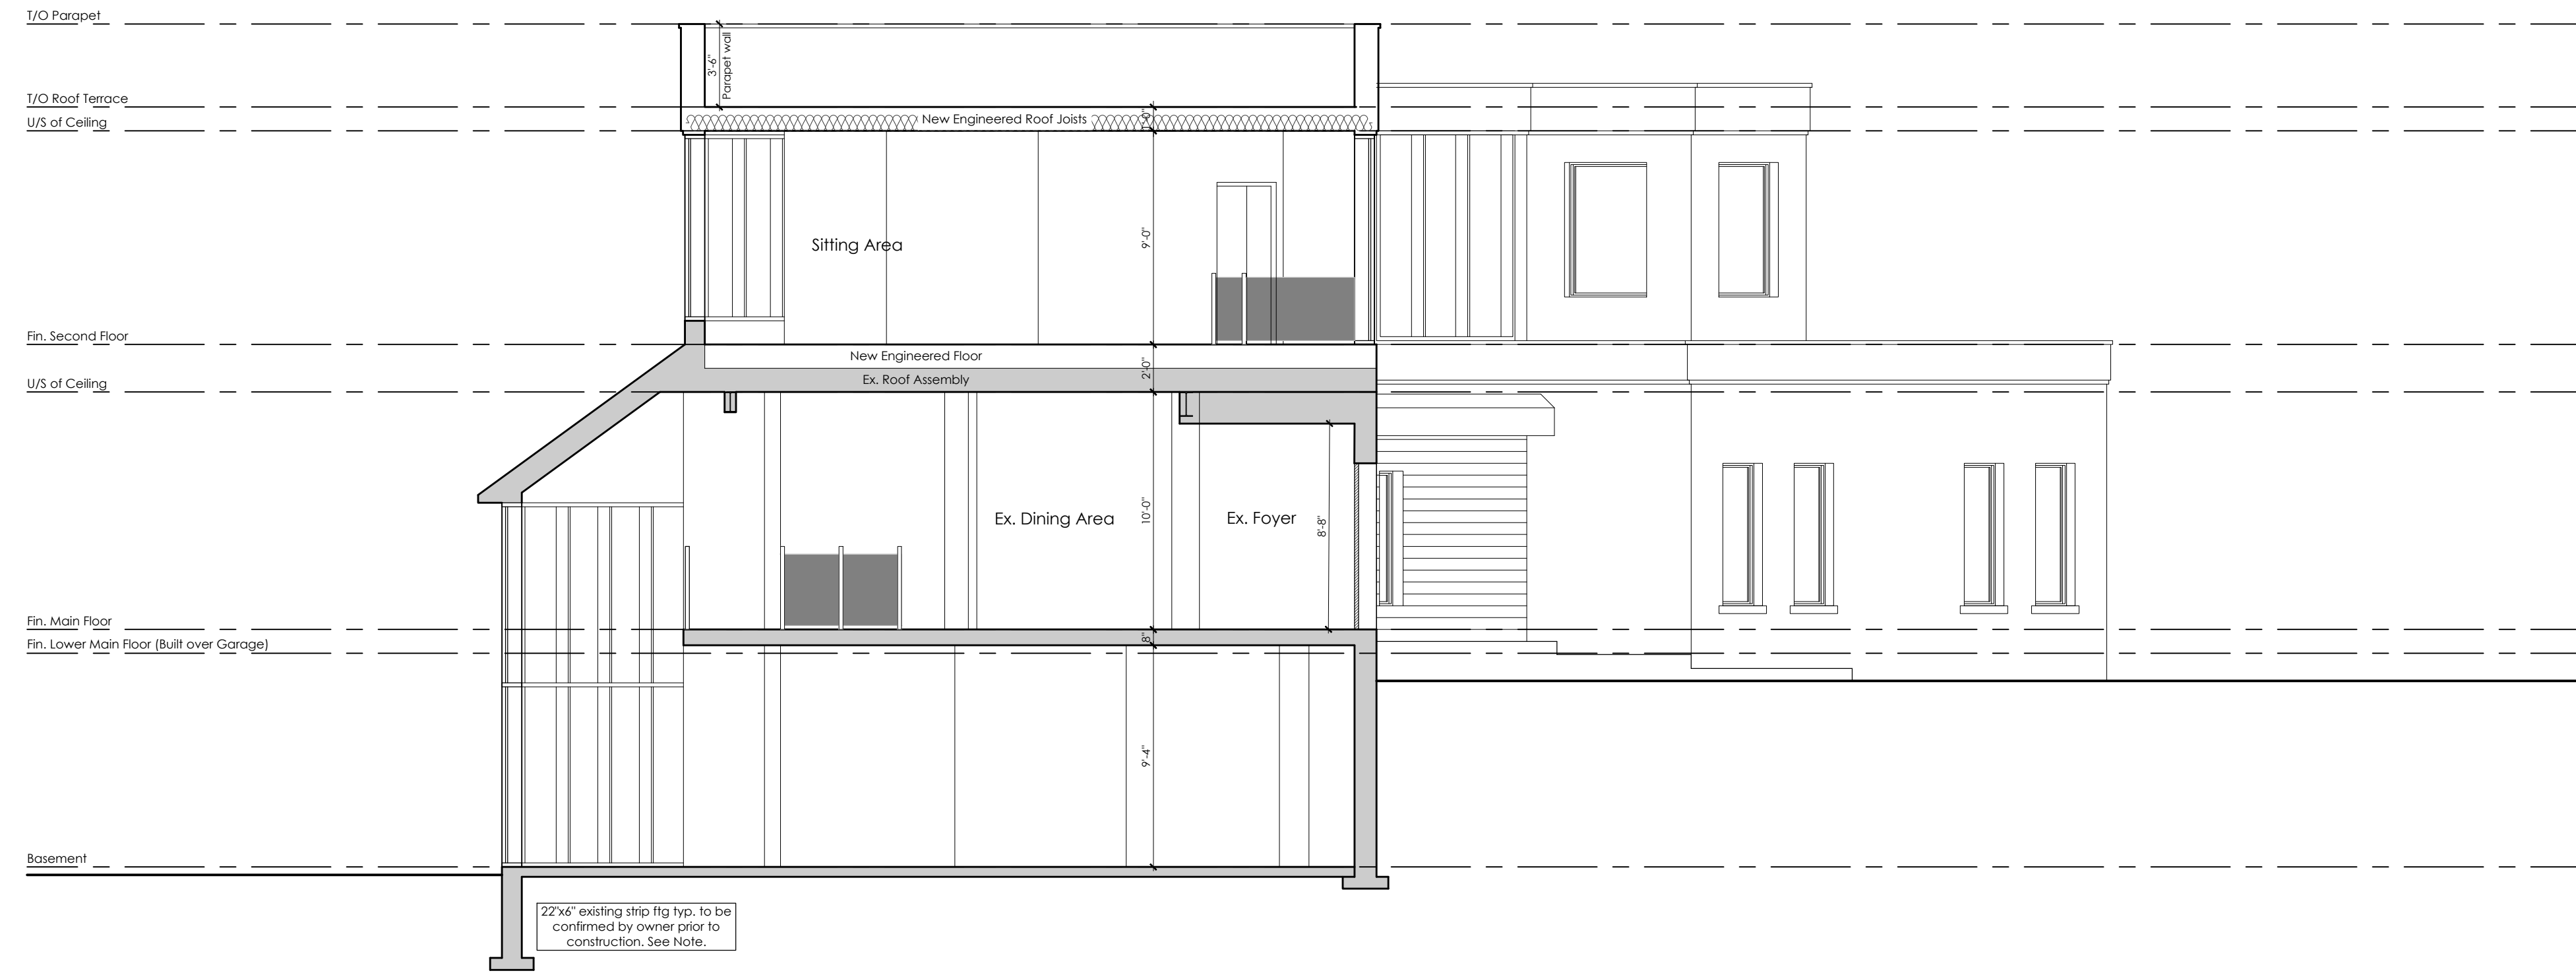 T/O Parapet
3'-6"
Parapet wall
T/O Roof Terrace
U/S of Ceiling
New Engineered Roof Joists
1'-0"
Sitting Area
9'-0"
Fin. Second Floor
New Engineered Floor
2'-0"
Ex. Roof Assembly
U/S of Ceiling
Ex. Dining Area
10'-0"
Ex. Foyer
8'-8"
Fin. Main Floor
8"
Fin. Lower Main Floor (Built over Garage)
9'-4"
Basement
22"x6" existing strip ftg typ. to be
confirmed by owner prior to
construction. See Note.